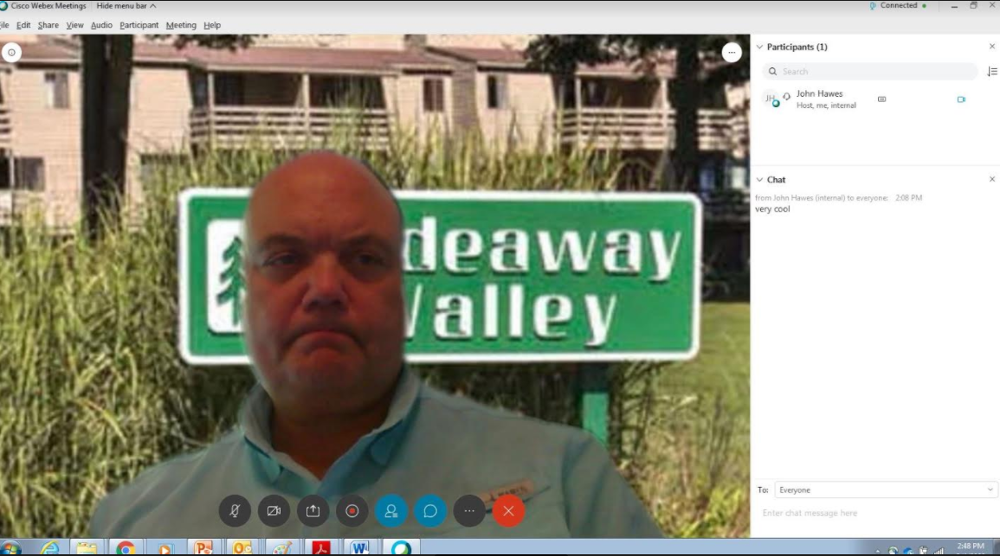 Cisco Webex Meetings Hide menu bar
Connected
File Edit Share View Audio Participant Meeting Help
Participants (1)
Search
JH
John Hawes
Host, me, internal
Chat
from John Hawes (internal) to everyone: 2:08 PM
very cool
deaway
alley
To: Everyone
Enter chat message here
2:48 PM